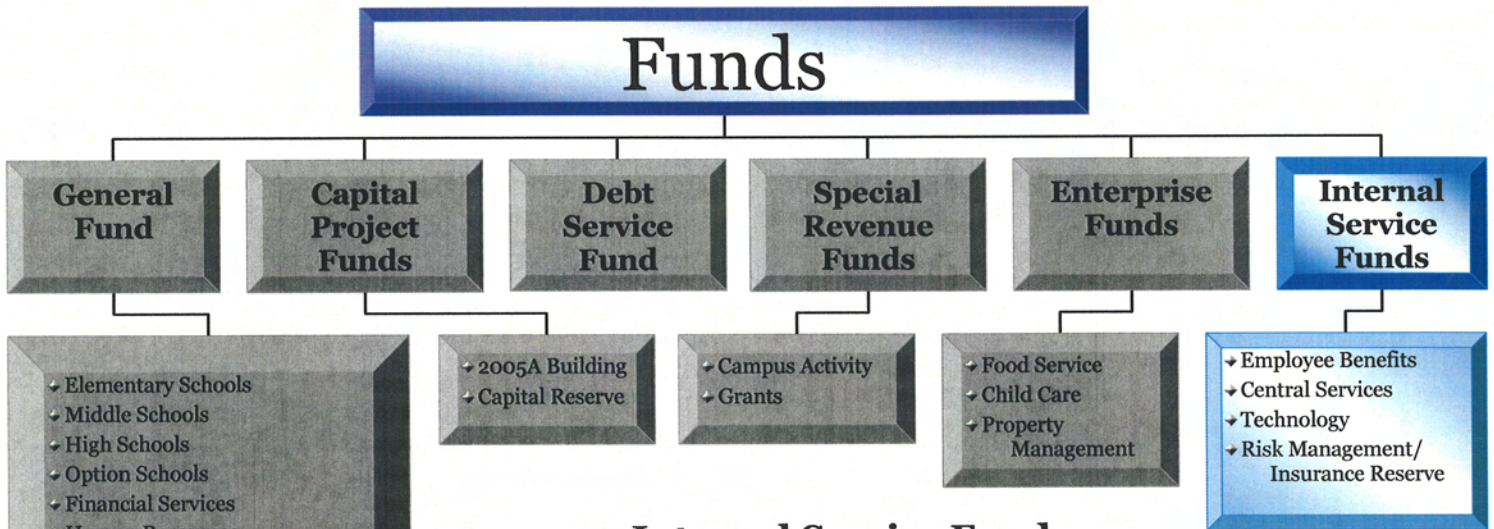 Funds
General
Fund
Capital
Project
Funds
Debt
Service
Fund
Special
Revenue
Funds
Enterprise
Funds
Internal
Service
Funds
Elementary Schools
Middle Schools
High Schools
Option Schools
Financial Services
2005A Building
Capital Reserve
Campus Activity
Grants
Food Service
Child Care
Property
Management
Employee Benefits
Central Services
Technology
Risk Management/
Insurance Reserve